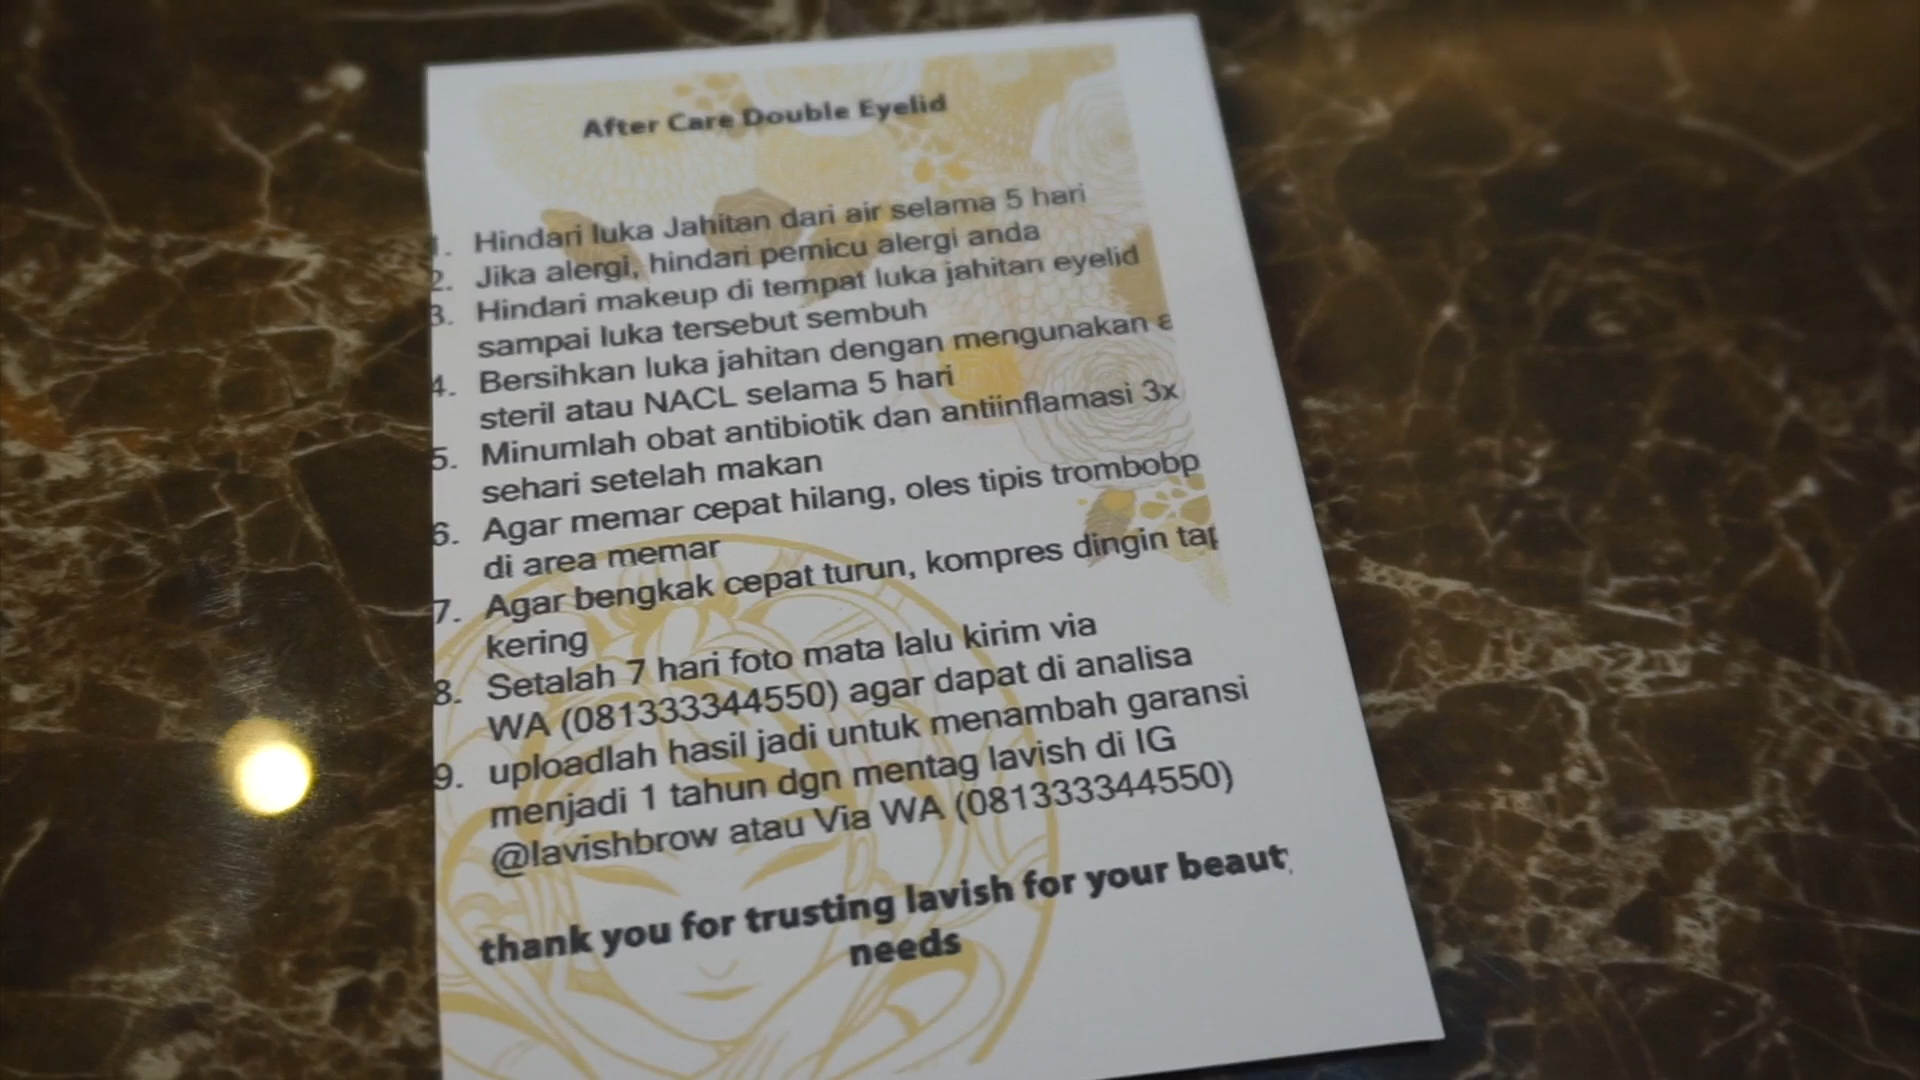 After Care Double Eyelid
1. Hindari luka Jahitan dari air selama 5 hari
2. Jika alergi, hindari pemicu alergi anda
3. Hindari makeup di tempat luka jahitan eyelid
sampai luka tersebut sembuh
4. Bersihkan luka jahitan dengan mengunakan
steril atau NACL selama 5 hari
5. Minumlah obat antibiotik dan antiinflamasi 3x
sehari setelah makan
6. Agar memar cepat hilang, oles tipis trombobp
di area memar
7. Agar bengkak cepat turun, kompres dingin
kering
8. Setalah 7 hari foto mata lalu kirim via
WA (081333344550) agar dapat di analisa
9. uploadlah hasil jadi untuk menambah garansi
menjadi 1 tahun dgn mentag lavish di IG
@lavishbrow atau Via WA (081333344550)
thank you for trusting lavish for your beaut
needs